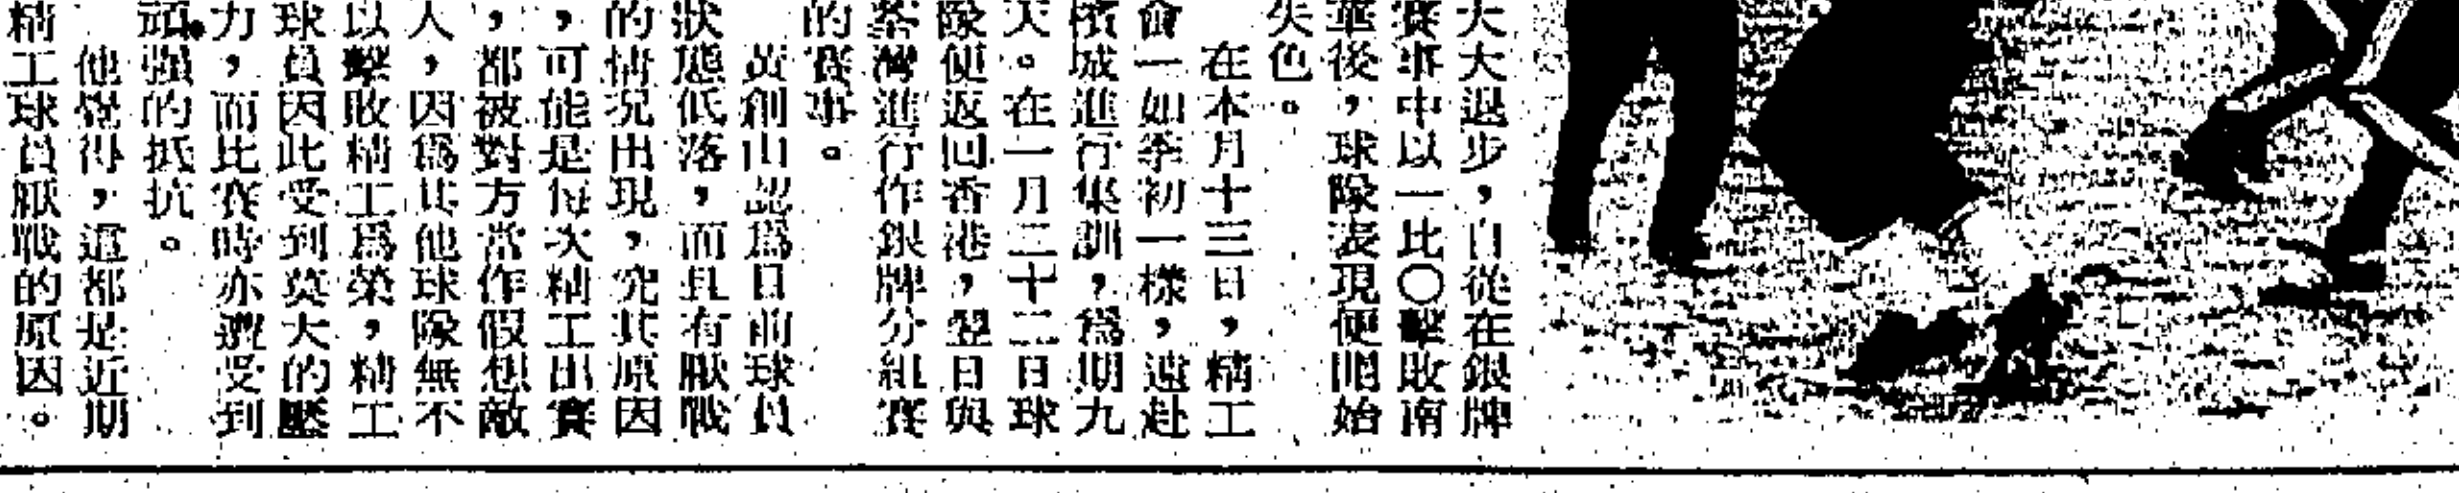 大大退步，自從在銀牌
賽事中以一比〇擊敗南
華後，球隊表現便開始
失色。
在本月十三日，精工
會一如季初一樣，遠赴
檳城進行集訓，為期九
天。在一月二十二日球
隊便返回香港，翌日與
荃灣進行作銀牌分組賽
的賽事。
黃創山認為目前球員
狀態低落，而且有厭戰
的情況出現，究其原因
，可能是每次精工出賽
，都被對方當作假想敵
人，因為其他球隊無不
以擊敗精工為榮，精工
球員因此受到莫大的壓
力，而比賽時亦遭受到
頑強的抵抗。
他覺得，這都是近期
精工球員厭戰的原因。